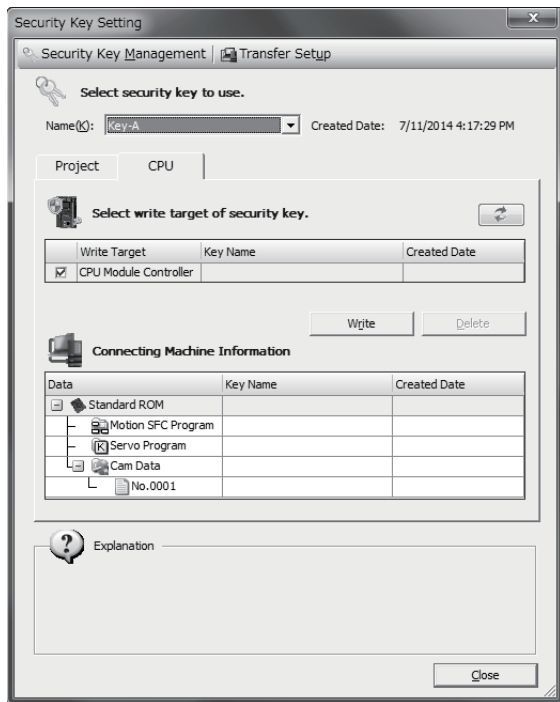 Security Key Setting
x
Security Key Management Transfer Setup
Select security key to use.
Name(K): Key-A Created Date: 7/11/2014 4:17:29 PM
Project CPU
Select write target of security key.
Write Target Key Name Created Date
CPU Module Controller
Write Delete
Connecting Machine Information
Data Key Name Created Date
Standard ROM
Motion SFC Program
K Servo Program
Cam Data
No.0001
? Explanation
Close